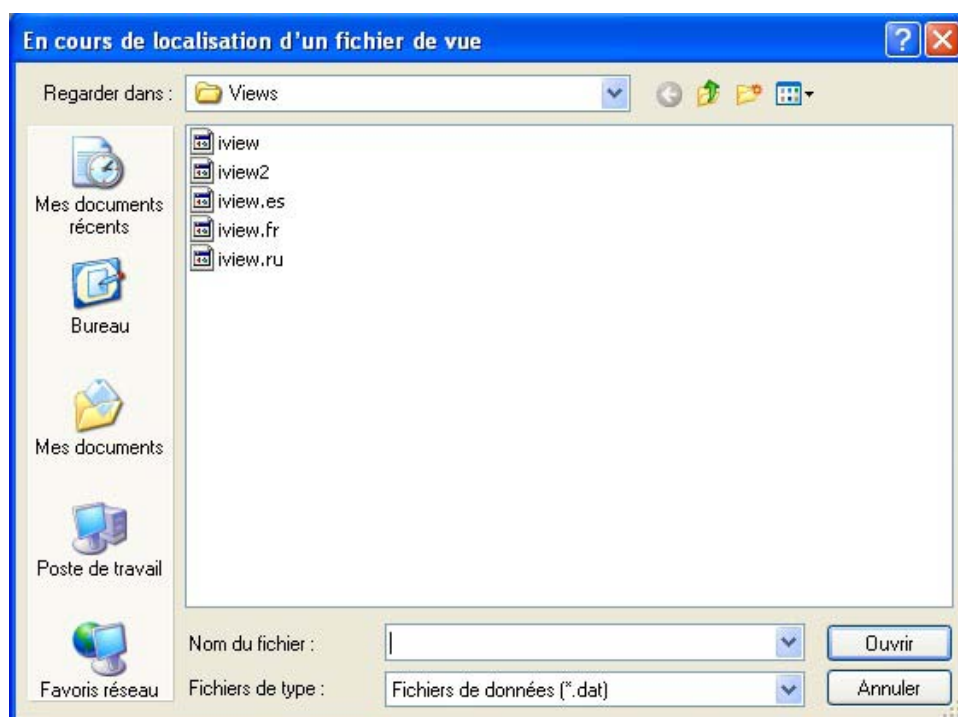 En cours de localisation d'un fichier de vue
Regarder dans :
Views
iview
iview2
iview.es
iview.fr
iview.ru
Mes documents
récents
Bureau
Mes documents
Poste de travail
Favoris réseau
Nom du fichier :
Ouvrir
Fichiers de type :
Fichiers de données (*.dat)
Annuler